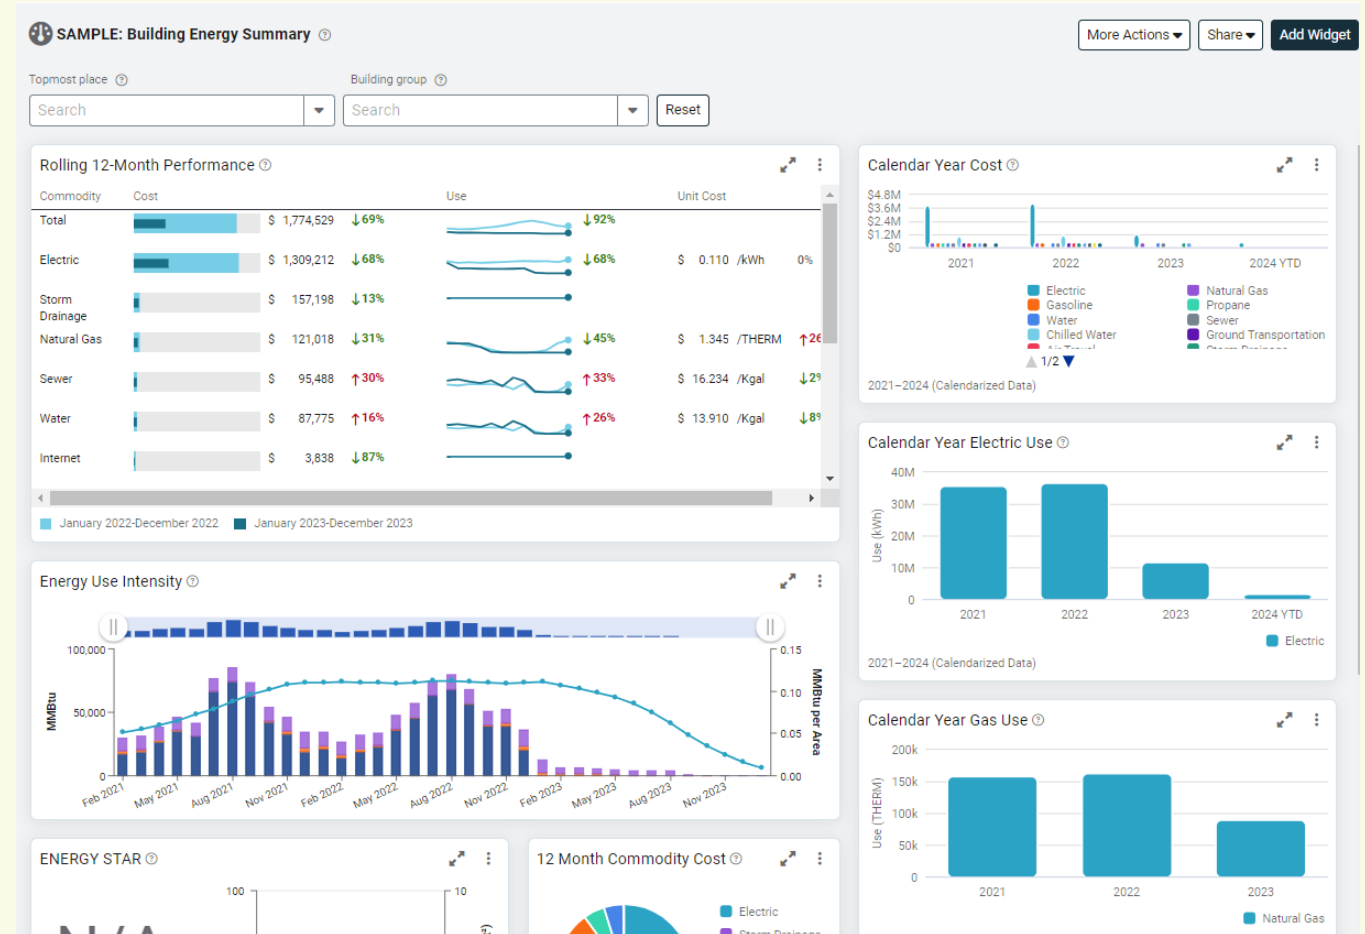 SAMPLE: Building Energy Summary
More Actions
Share
Add Widget
Topmost place
Building group
Search
Search
Reset
Rolling 12-Month Performance
Commodity Cost Use Unit Cost
Total $ 1,774,529 ↓69% ↓92%
Electric $ 1,309,212 ↓68% ↓68% $ 0.110 /kWh 0%
Storm
Drainage
$ 157,198 ↓13%
Natural Gas $ 121,018 ↓31% ↓45% $ 1.345 /THERM ↑26
Sewer $ 95,488 ↑30% ↑33% $ 16.234 /Kgal ↓2%
Water $ 87,775 ↑16% ↑26% $ 13.910 /Kgal ↓8%
Internet $ 3,838 ↓87%
January 2022-December 2022 January 2023-December 2023
Calendar Year Cost
$4.8M
$3.6M
$2.4M
$1.2M
$0
2021 2022 2023 2024 YTD
Electric Natural Gas
Gasoline Propane
Water Sewer
Chilled Water Ground Transportation
Air Travel Storm Drainage
1/2
2021–2024 (Calendarized Data)
Calendar Year Electric Use
Use (kWh)
40M
30M
20M
10M
0
2021 2022 2023 2024 YTD
Electric
2021–2024 (Calendarized Data)
Energy Use Intensity
MMBtu
100,000
50,000
0
0.15
0.10
0.05
0.00
MMBtu per Area
Feb 2021 May 2021 Aug 2021 Nov 2021 Feb 2022 May 2022 Aug 2022 Nov 2022 Feb 2023 May 2023 Aug 2023 Nov 2023
Calendar Year Gas Use
Use (THERM)
200k
150k
100k
50k
0
2021 2022 2023
Natural Gas
ENERGY STAR
100
10
N/A
12 Month Commodity Cost
Electric
Storm Drainage